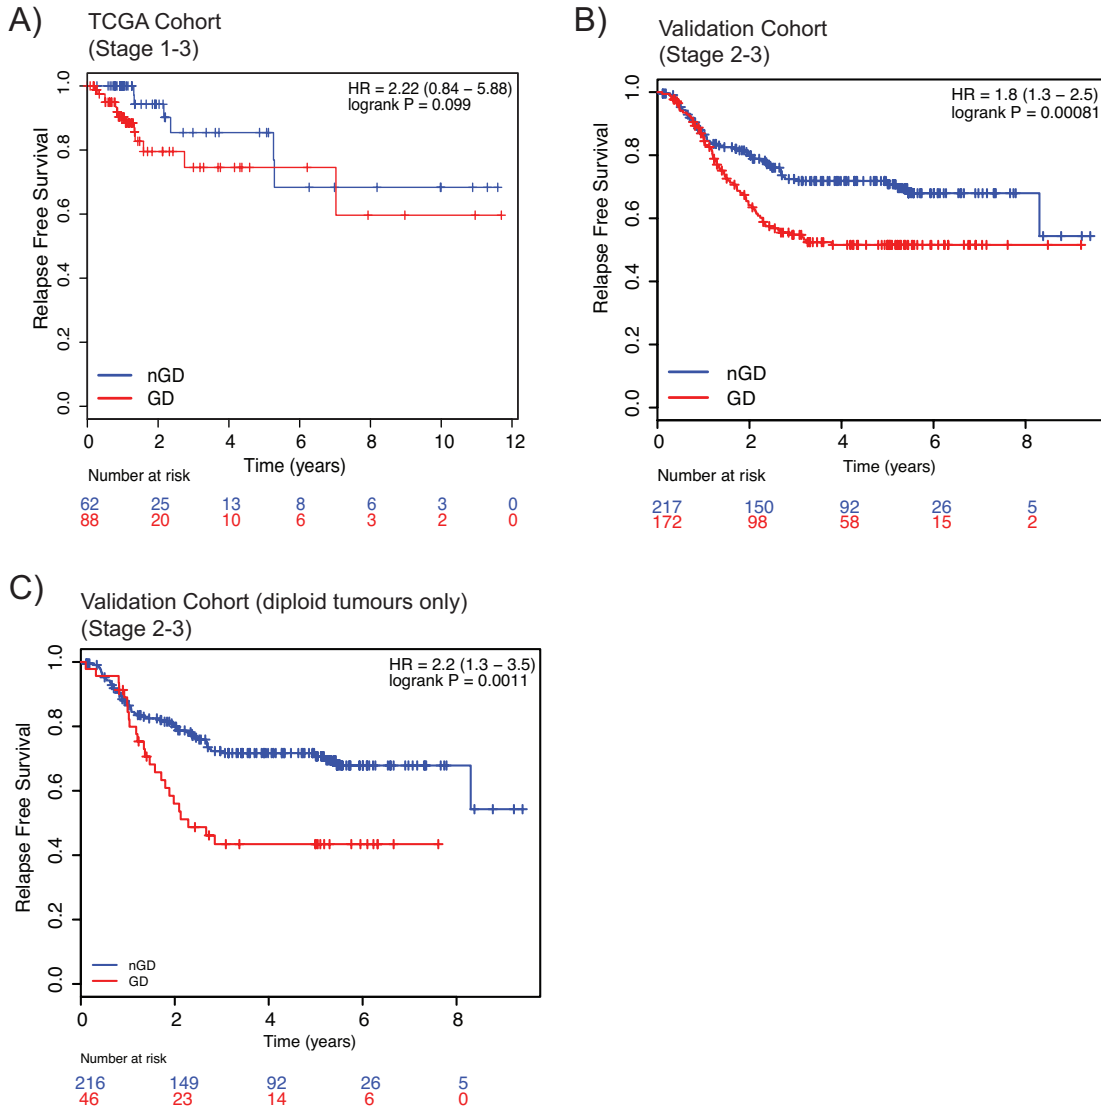 A)
TCGA Cohort
(Stage 1-3)
HR = 2.22 (0.84 – 5.88)
logrank P = 0.099
Relapse Free Survival
1.0
0.8
0.6
0.4
0.2
0.0
nGD
GD
0 2 4 6 8 10 12
Time (years)
Number at risk
62 25 13 8 6 3 0
88 20 10 6 3 2 0
B)
Validation Cohort
(Stage 2-3)
HR = 1.8 (1.3 – 2.5)
logrank P = 0.00081
Relapse Free Survival
1.0
0.8
0.6
0.4
0.2
0.0
nGD
GD
0 2 4 6 8
Time (years)
Number at risk
217 150 92 26 5
172 98 58 15 2
C)
Validation Cohort (diploid tumours only)
(Stage 2-3)
HR = 2.2 (1.3 – 3.5)
logrank P = 0.0011
Relapse Free Survival
1.0
0.8
0.6
0.4
0.2
0.0
nGD
GD
0 2 4 6 8
Time (years)
Number at risk
216 149 92 26 5
46 23 14 6 0